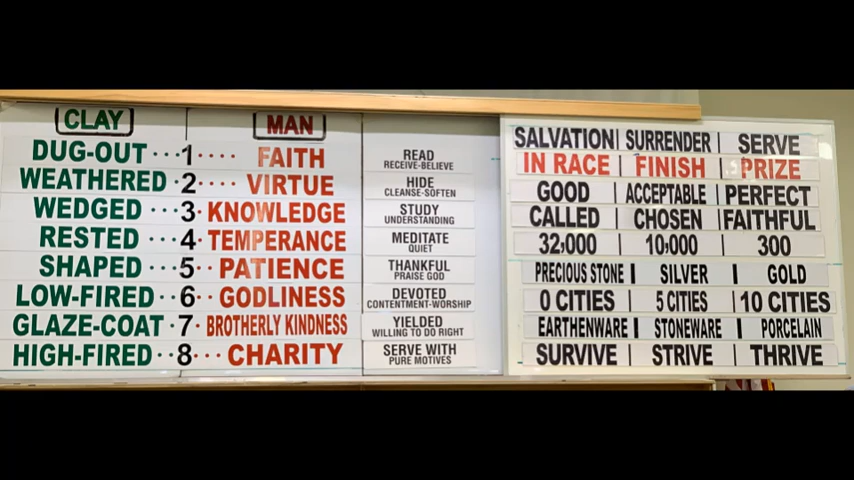 CLAY MAN
DUG-OUT ···1···· FAITH
WEATHERED ·2···· VIRTUE
WEDGED ···3· KNOWLEDGE
RESTED ···4· TEMPERANCE
SHAPED ···5·· PATIENCE
LOW-FIRED ··6·· GODLINESS
GLAZE-COAT ·7· BROTHERLY KINDNESS
HIGH-FIRED ··8··· CHARITY
READ
RECEIVE-BELIEVE
HIDE
CLEANSE-SOFTEN
STUDY
UNDERSTANDING
MEDITATE
QUIET
THANKFUL
PRAISE GOD
DEVOTED
CONTENTMENT-WORSHIP
YIELDED
WILLING TO DO RIGHT
SERVE WITH
PURE MOTIVES
SALVATION | SURRENDER | SERVE
IN RACE | FINISH | PRIZE
GOOD | ACCEPTABLE | PERFECT
CALLED | CHOSEN | FAITHFUL
32,000 | 10,000 | 300
PRECIOUS STONE | SILVER | GOLD
0 CITIES | 5 CITIES | 10 CITIES
EARTHENWARE | STONEWARE | PORCELAIN
SURVIVE | STRIVE | THRIVE